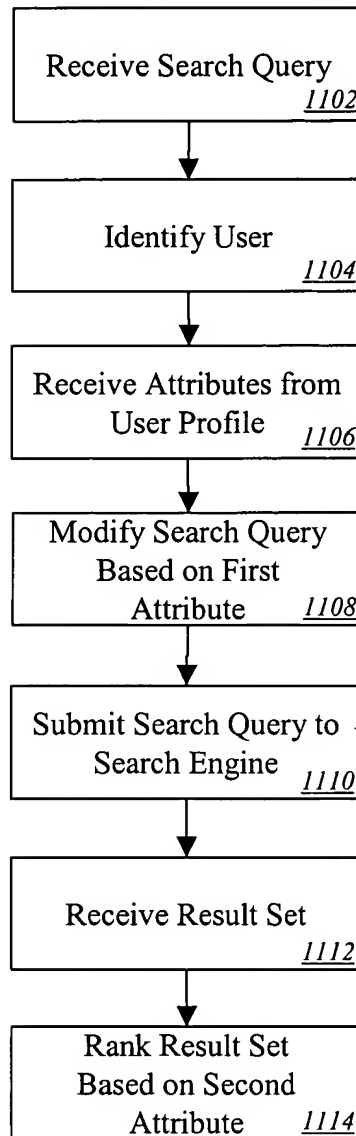 Receive Search Query
1102
Identify User
1104
Receive Attributes from
User Profile
1106
Modify Search Query
Based on First
Attribute
1108
Submit Search Query to
Search Engine
1110
Receive Result Set
1112
Rank Result Set
Based on Second
Attribute
1114